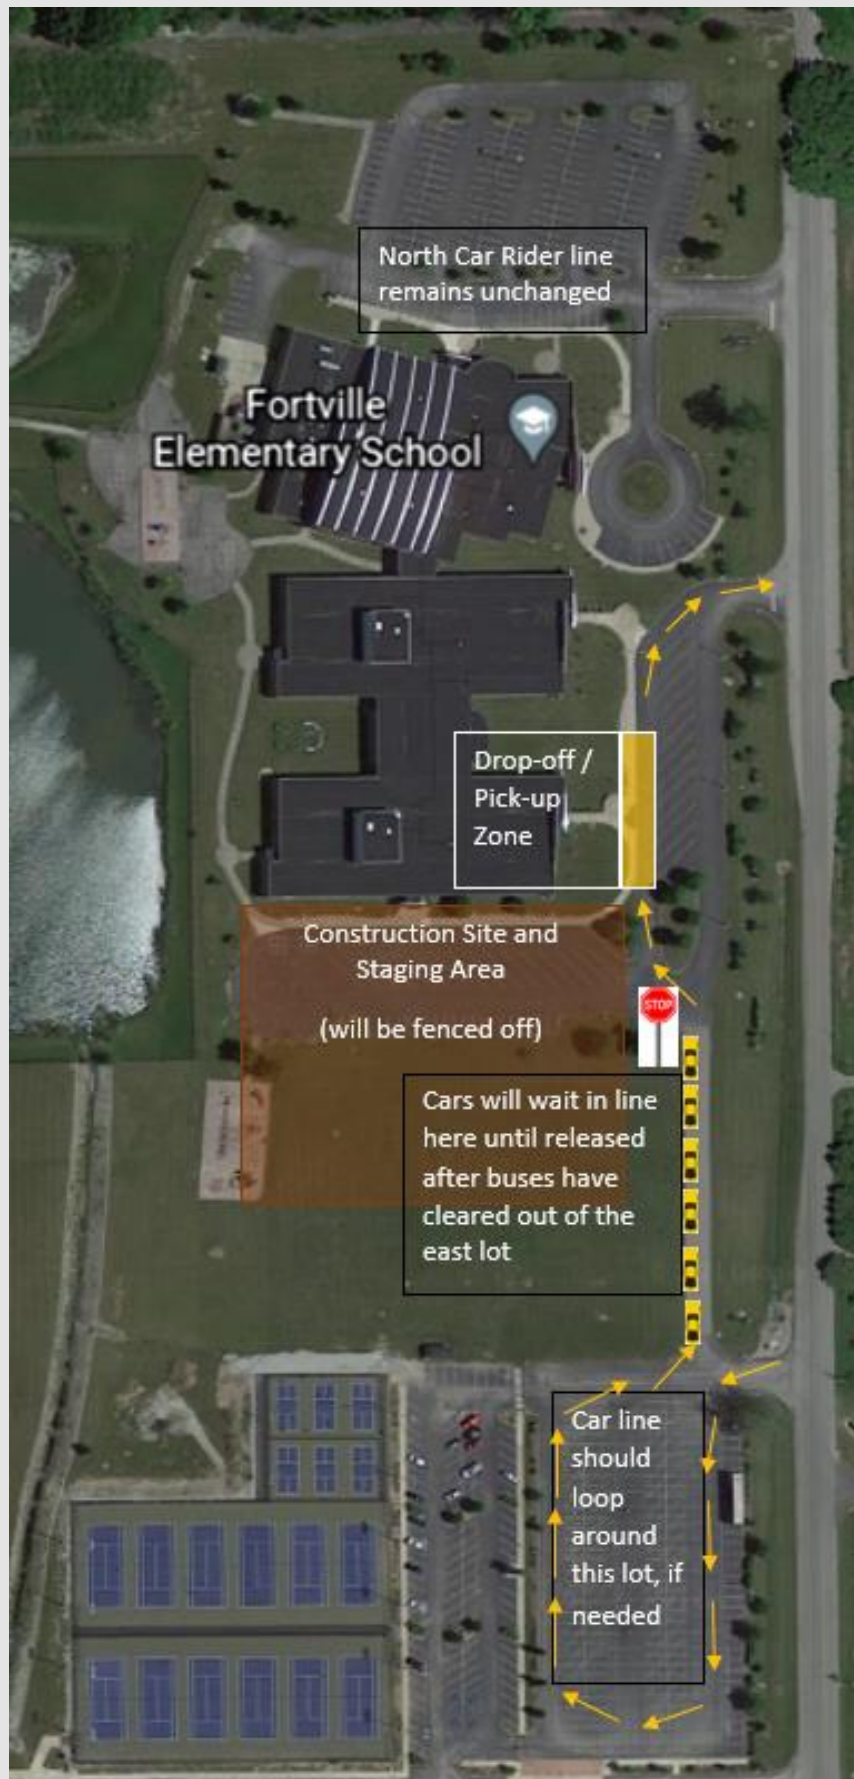 North Car Rider line
remains unchanged
Fortville
Elementary School
Drop-off /
Pick-up
Zone
Construction Site and
Staging Area
(will be fenced off)
STOP
Cars will wait in line
here until released
after buses have
cleared out of the
east lot
Car line
should
loop
around
this lot, if
needed